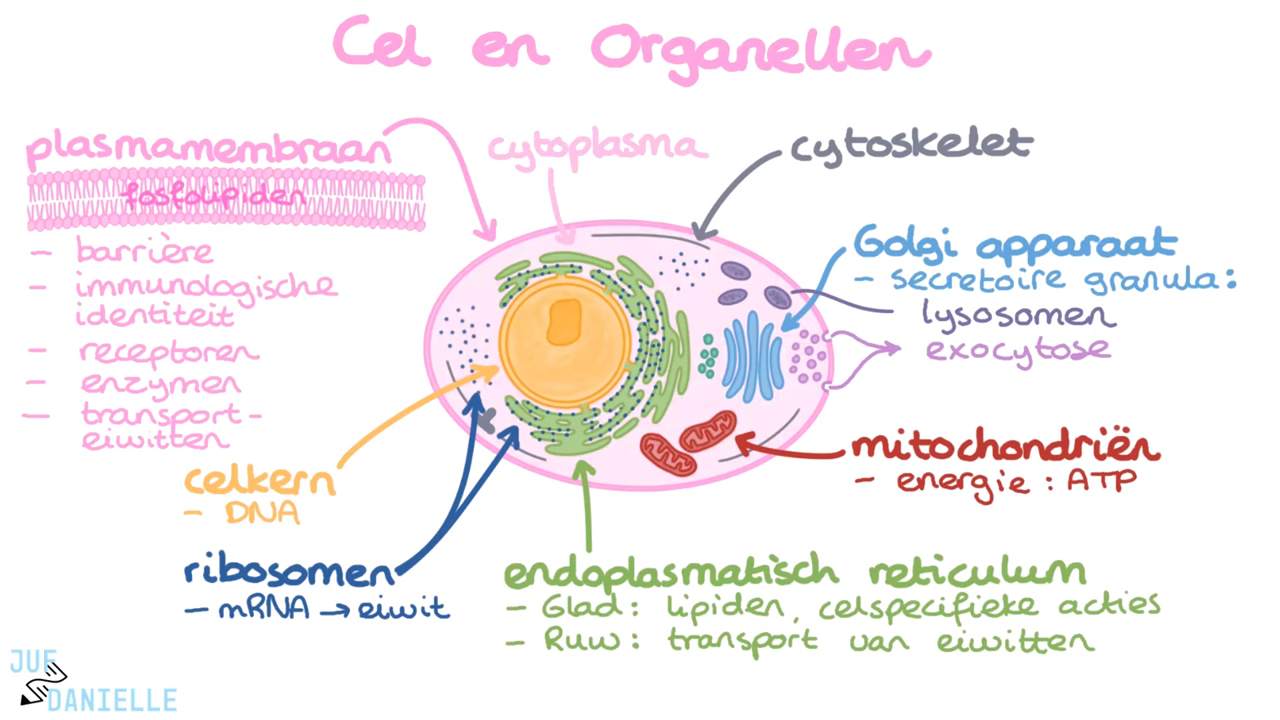 Cel en Organellen
plasmamembraan
fosfolipiden
- barrière
- immunologische
identiteit
- receptoren
- enzymen
- transport-
eiwitten
cytoplasma
cytoskelet
Golgi apparaat
- secretoire granula:
lysosomen
exocytose
mitochondriën
- energie: ATP
celkern
- DNA
ribosomen
- mRNA → eiwit
endoplasmatisch reticulum
- Glad: lipiden, celspecifieke acties
- Ruw: transport van eiwitten
JUF
DANIELLE